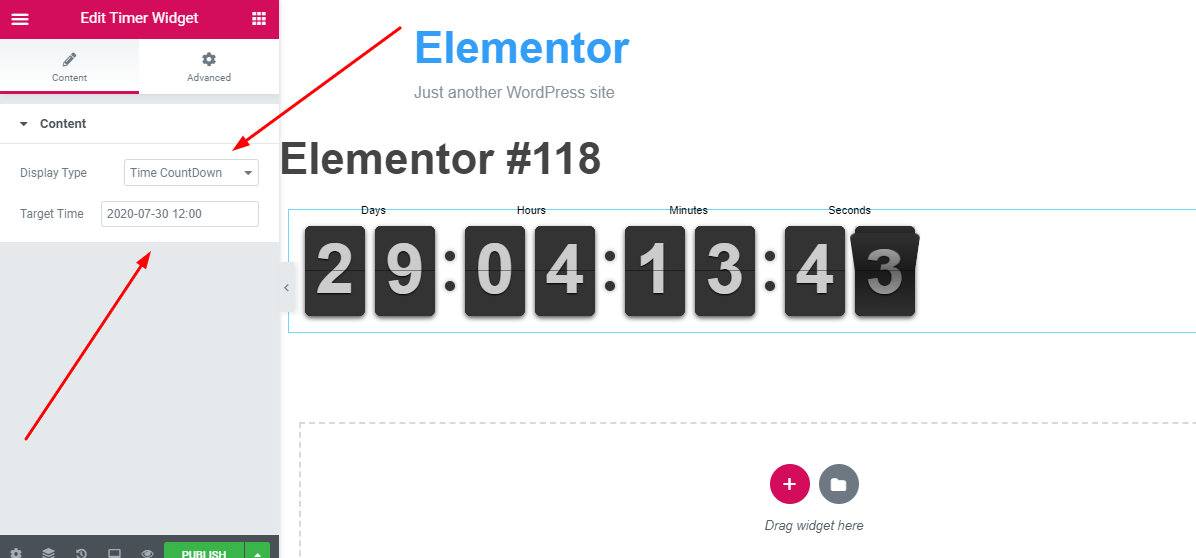 Edit Timer Widget
Content
Advanced
Content
Display Type
Time CountDown
Target Time
2020-07-30 12:00
PUBLISH
Elementor
Just another WordPress site
Elementor #118
Days Hours Minutes Seconds
29:04:13:43
Drag widget here